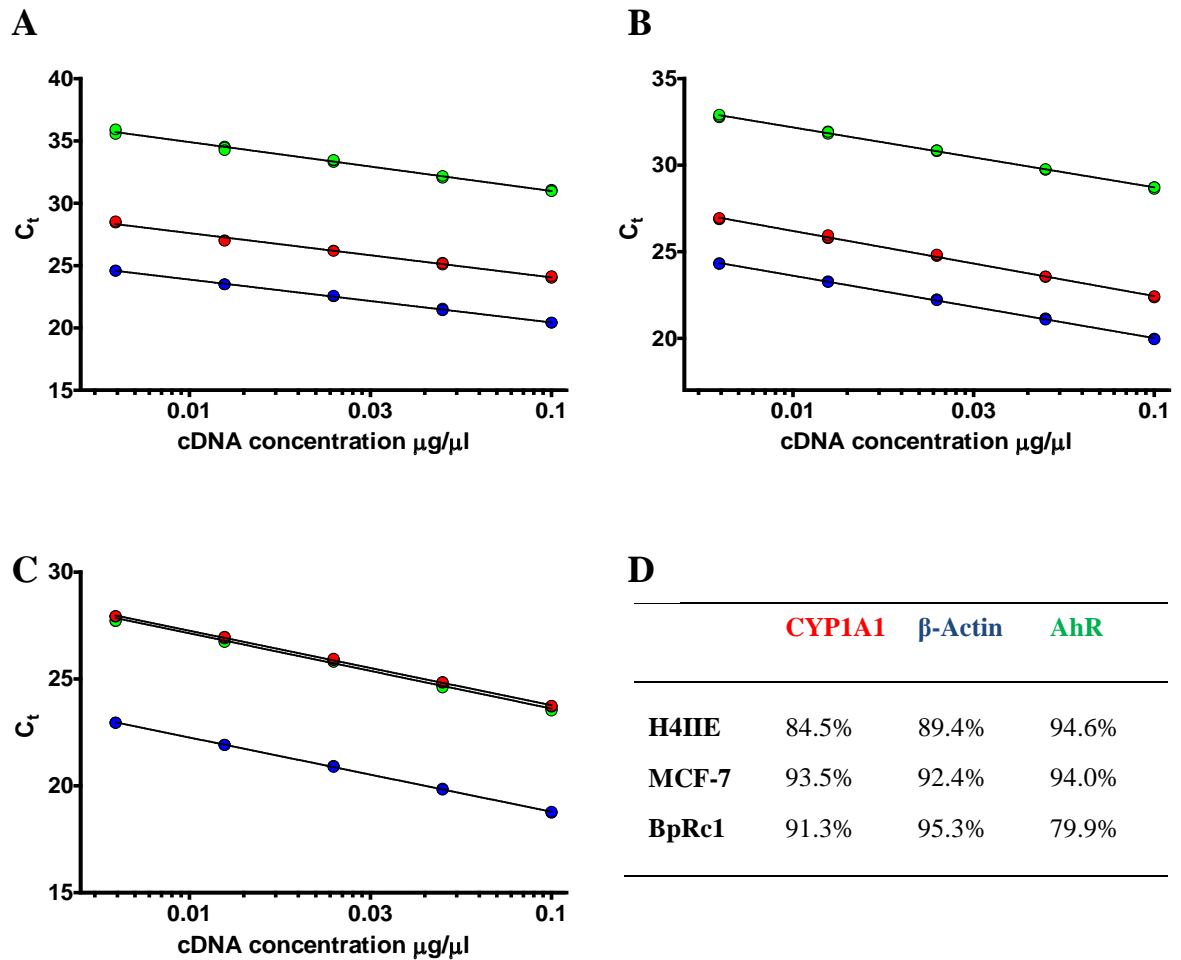 A
40
35
30
25
20
15
Ct
0.01 0.03 0.1
cDNA concentration μg/μl
B
35
30
25
20
Ct
0.01 0.03 0.1
cDNA concentration μg/μl
C
30
25
20
15
Ct
0.01 0.03 0.1
cDNA concentration μg/μl
D
CYP1A1 β-Actin AhR
H4IIE 84.5% 89.4% 94.6%
MCF-7 93.5% 92.4% 94.0%
BpRc1 91.3% 95.3% 79.9%